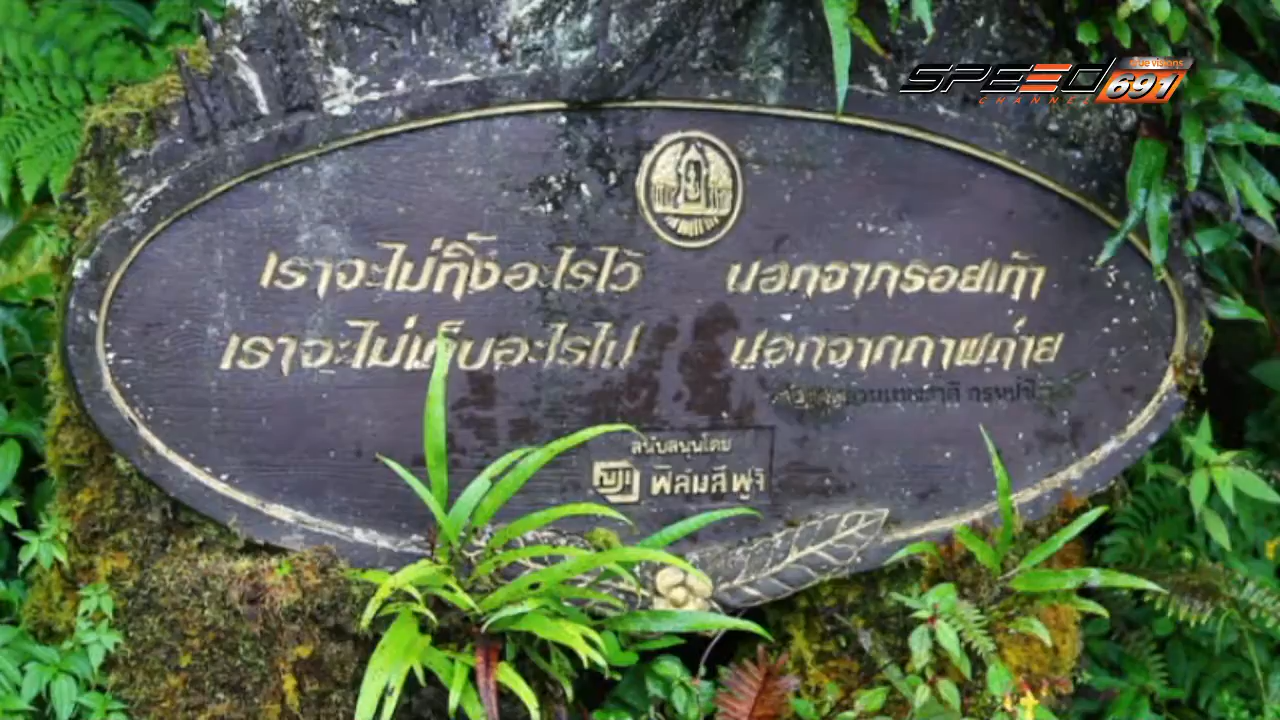 true visions
SPEED 691
CHANNEL
เราจะไม่ทิ้งอะไรไว้ นอกจากรอยเท้า
เราจะไม่เก็บอะไรไป นอกจากภาพถ่าย
สนับสนุนโดย
ฟิล์มสีฟูจิ